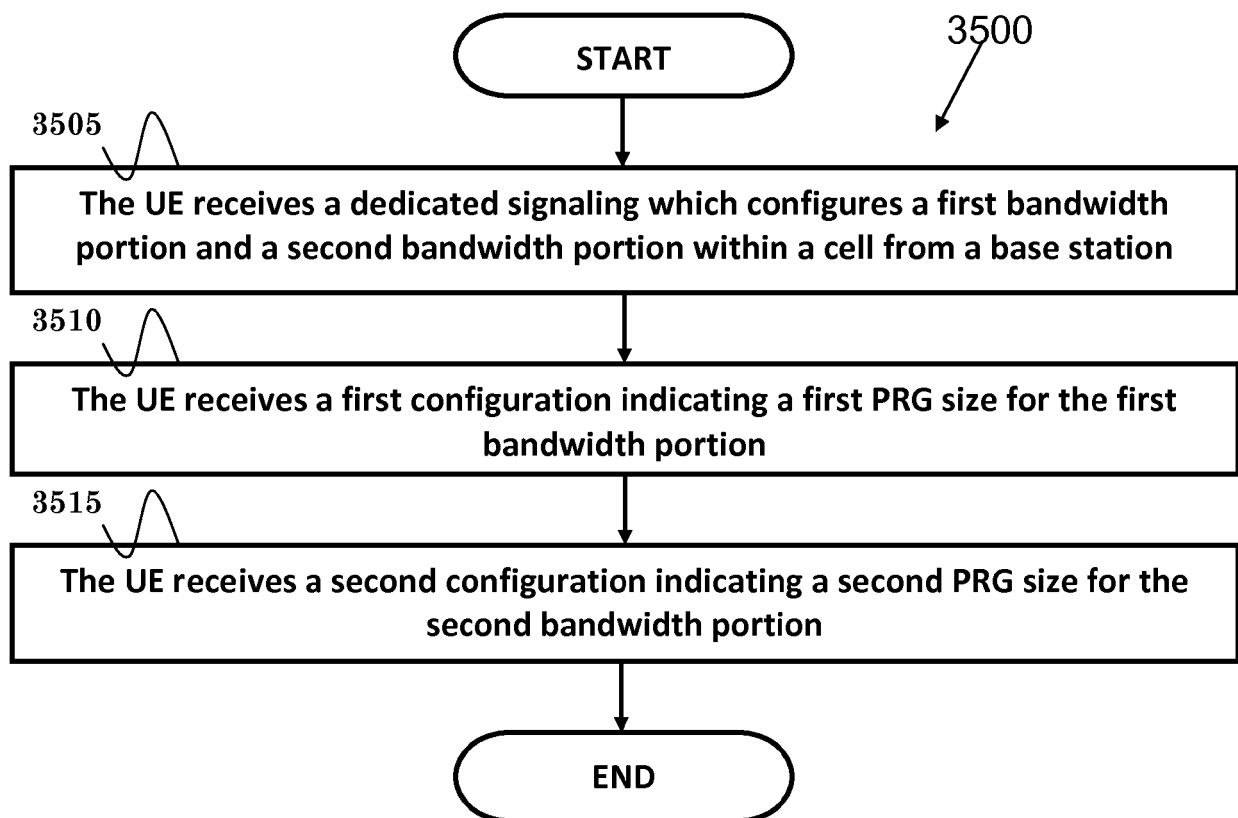 START
3500
3505
The UE receives a dedicated signaling which configures a first bandwidth
portion and a second bandwidth portion within a cell from a base station
3510
The UE receives a first configuration indicating a first PRG size for the first
bandwidth portion
3515
The UE receives a second configuration indicating a second PRG size for the
second bandwidth portion
END